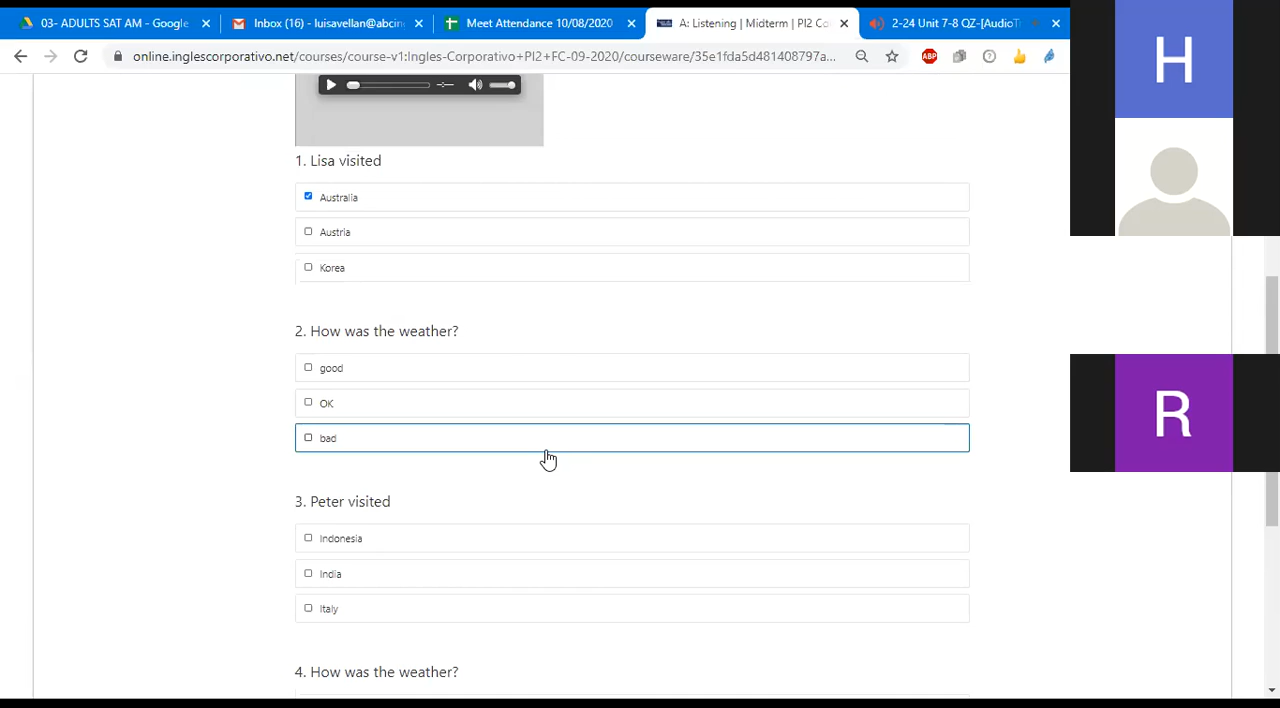 03- ADULTS SAT AM - Google
Inbox (16) - luisavellan@abcin
Meet Attendance 10/08/2020
A: Listening | Midterm | PI2 Co
2-24 Unit 7-8 QZ-[AudioTr
online.inglescorporativo.net/courses/course-v1:Ingles-Corporativo+PI2+FC-09-2020/courseware/35e1fda5d481408797a...
ABP
H
1. Lisa visited
Australia
Austria
Korea
2. How was the weather?
good
OK
bad
R
3. Peter visited
Indonesia
India
Italy
4. How was the weather?